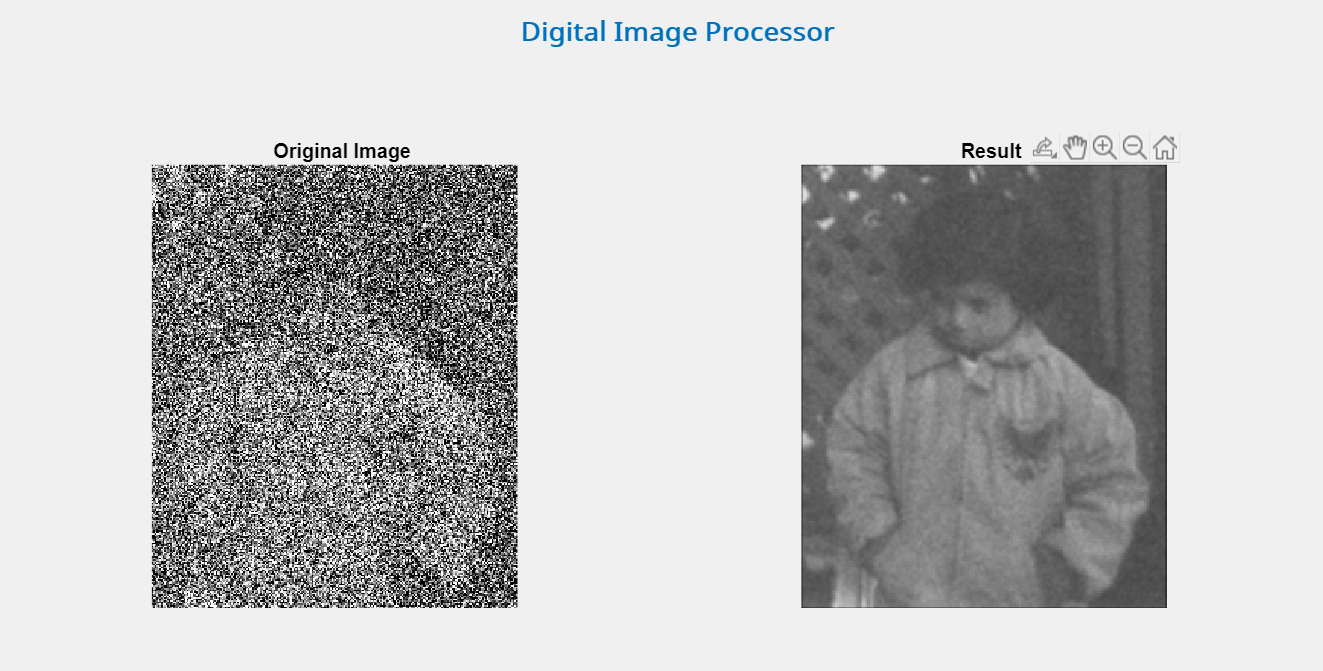 Digital Image Processor
Original Image
Result